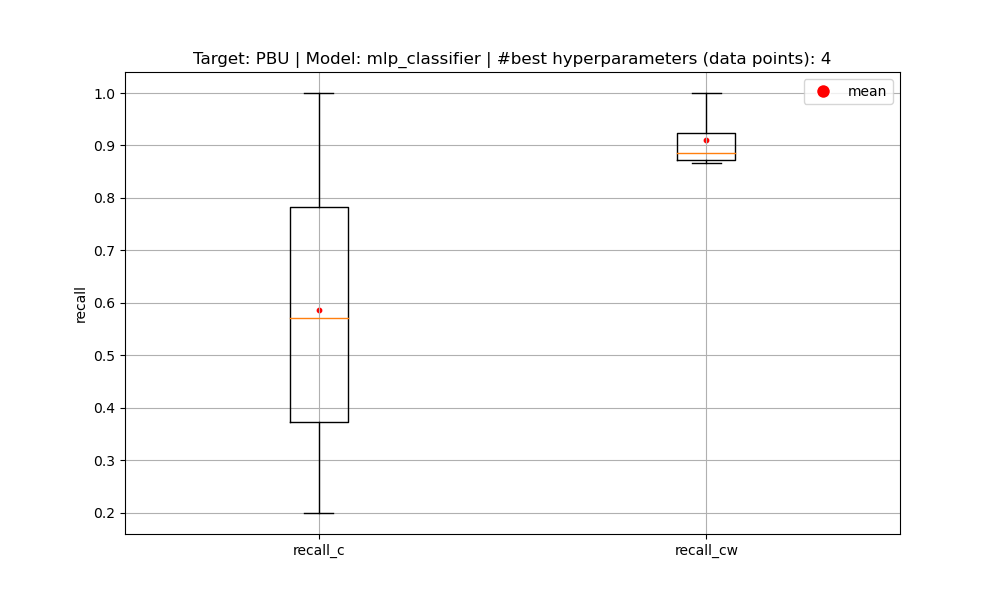 Target: PBU | Model: mlp_classifier | #best hyperparameters (data points): 4
mean
1.0
0.9
0.8
0.7
0.6
0.5
0.4
0.3
0.2
recall
recall_c
recall_cw